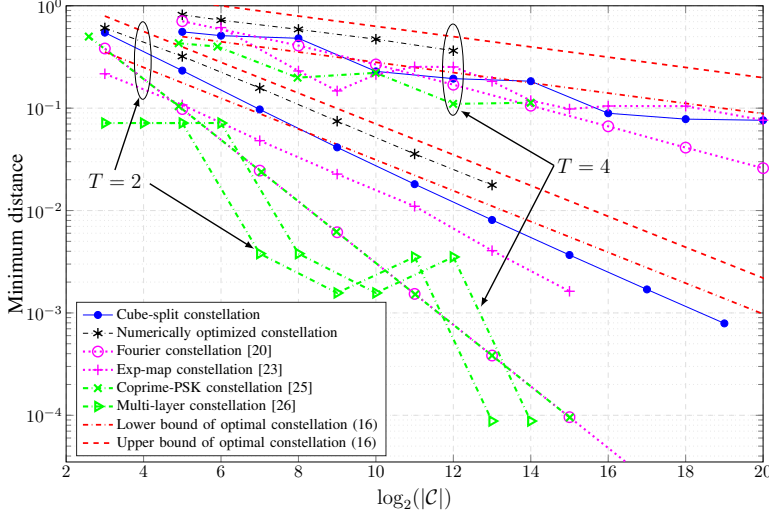 10^0
10^−1
10^−2
10^−3
10^−4
Minimum distance
T = 2
T = 4
Cube-split constellation
Numerically optimized constellation
Fourier constellation [20]
Exp-map constellation [23]
Coprime-PSK constellation [25]
Multi-layer constellation [26]
Lower bound of optimal constellation (16)
Upper bound of optimal constellation (16)
2 4 6 8 10 12 14 16 18 20
log₂(|𝒞|)